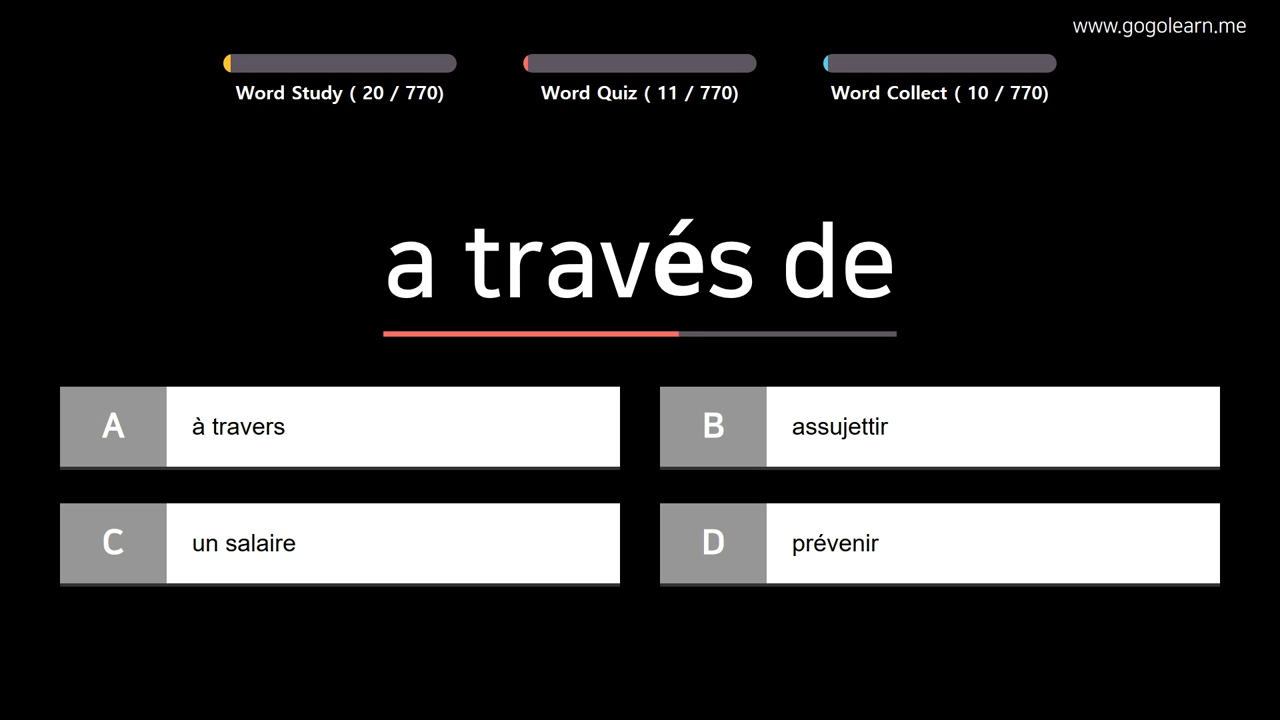 www.gogolearn.me
Word Study ( 20 / 770)
Word Quiz ( 11 / 770)
Word Collect ( 10 / 770)
a través de
A à travers
B assujettir
C un salaire
D prévenir